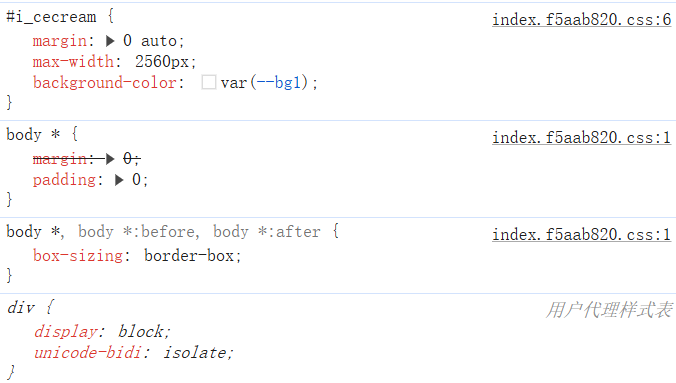 #i_cecream { index.f5aab820.css:6
margin: ▶ 0 auto;
max-width: 2560px;
background-color: var(--bg1);
}
body * { index.f5aab820.css:1
margin: ▶ 0;
padding: ▶ 0;
}
body *, body *:before, body *:after { index.f5aab820.css:1
box-sizing: border-box;
}
div { 用户代理样式表
display: block;
unicode-bidi: isolate;
}